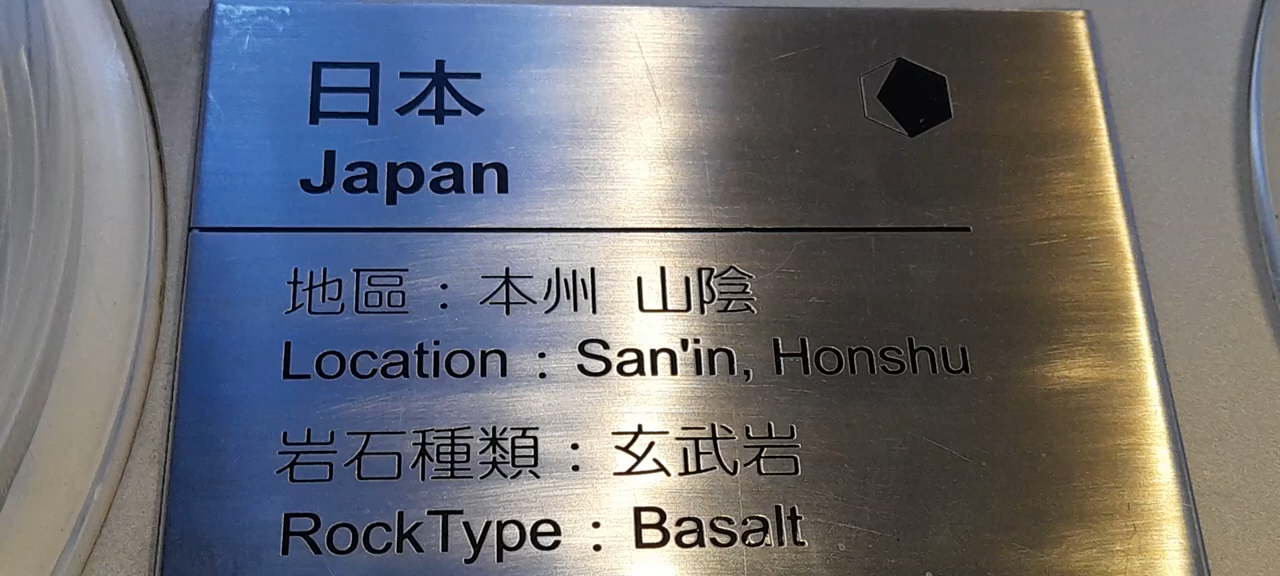 日本
Japan
地區：本州 山陰
Location : San'in, Honshu
岩石種類：玄武岩
RockType : Basalt